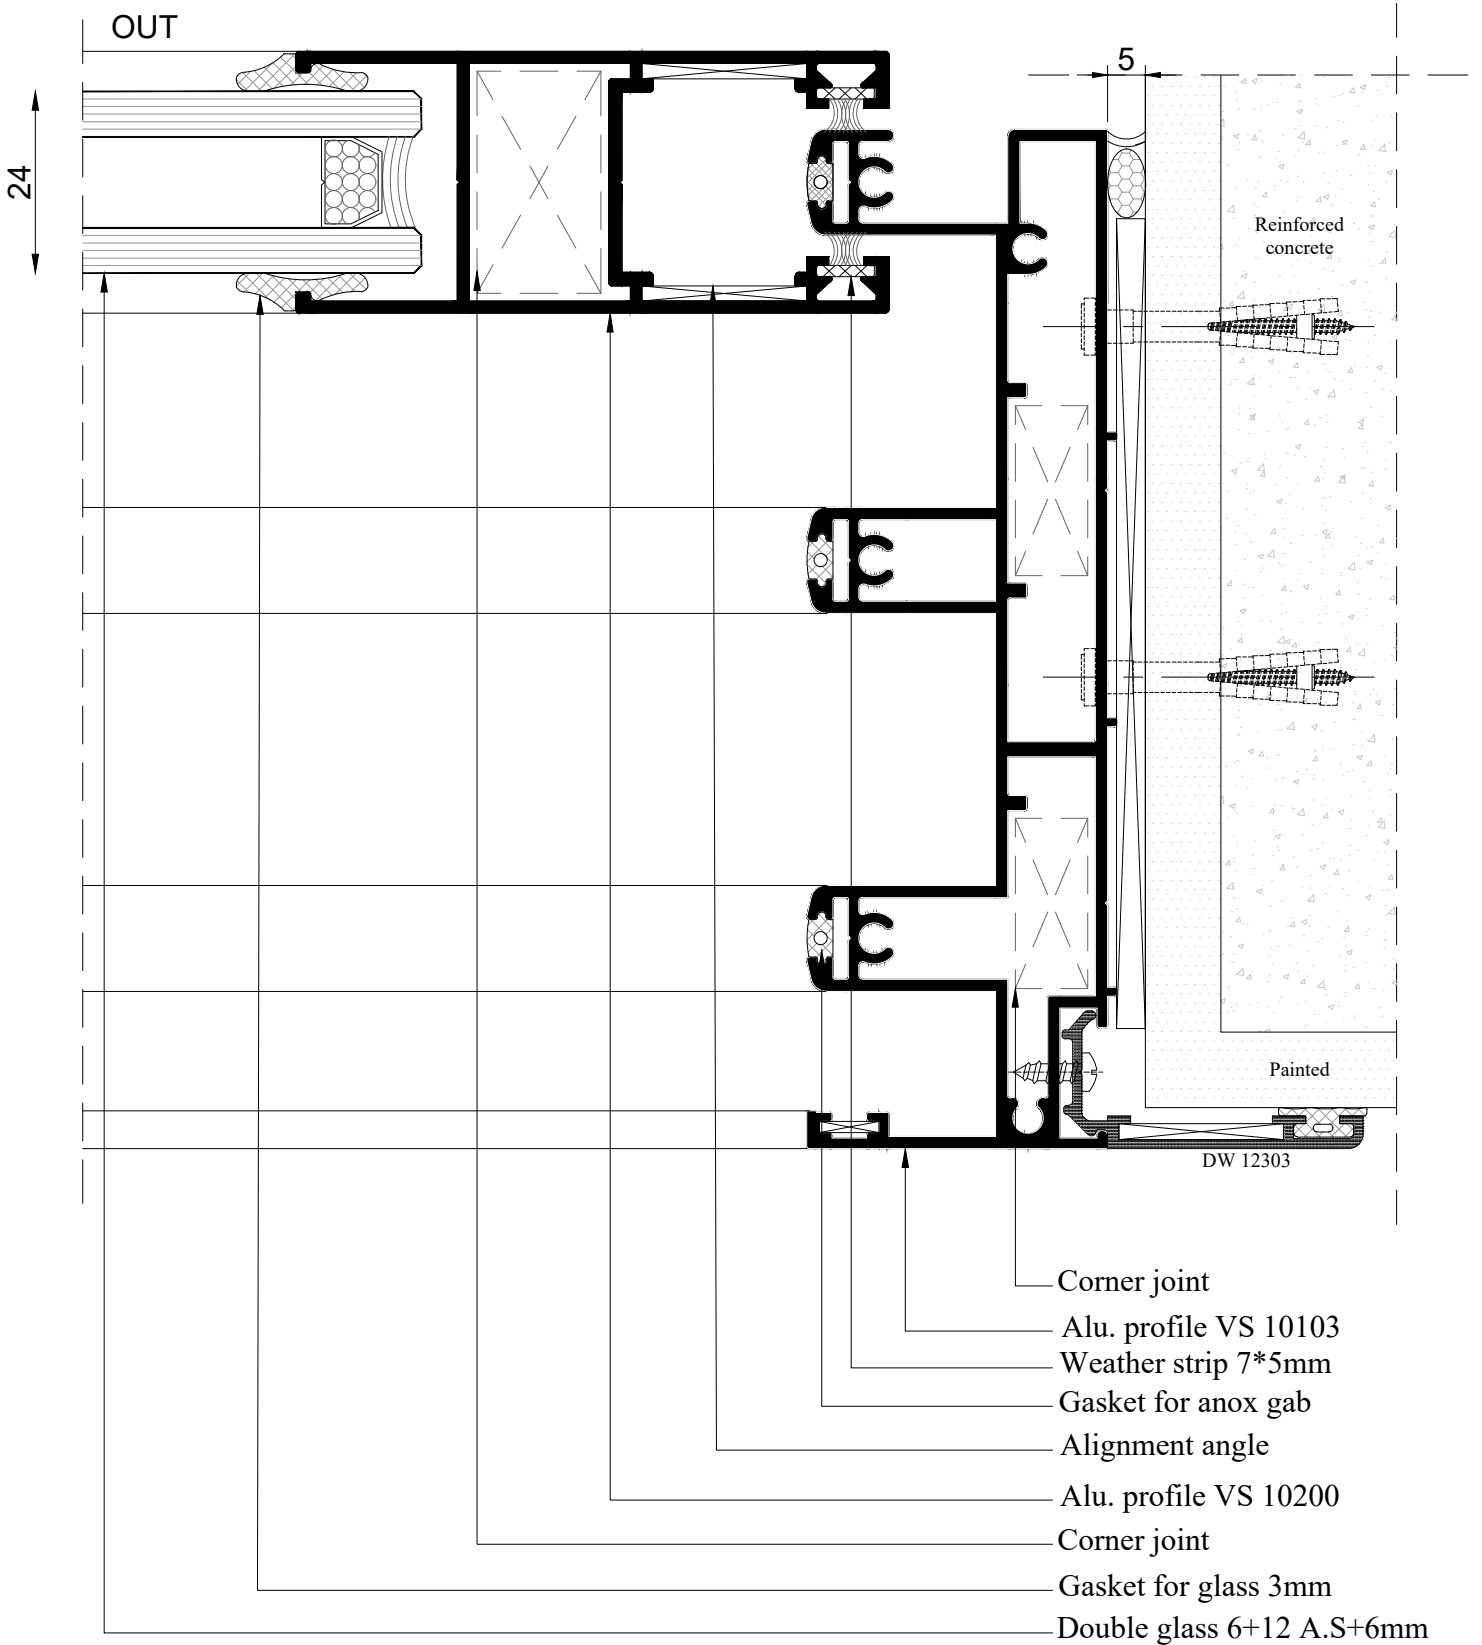 OUT
5
24
Reinforced
concrete
Painted
DW 12303
Corner joint
Alu. profile VS 10103
Weather strip 7*5mm
Gasket for anox gab
Alignment angle
Alu. profile VS 10200
Corner joint
Gasket for glass 3mm
Double glass 6+12 A.S+6mm